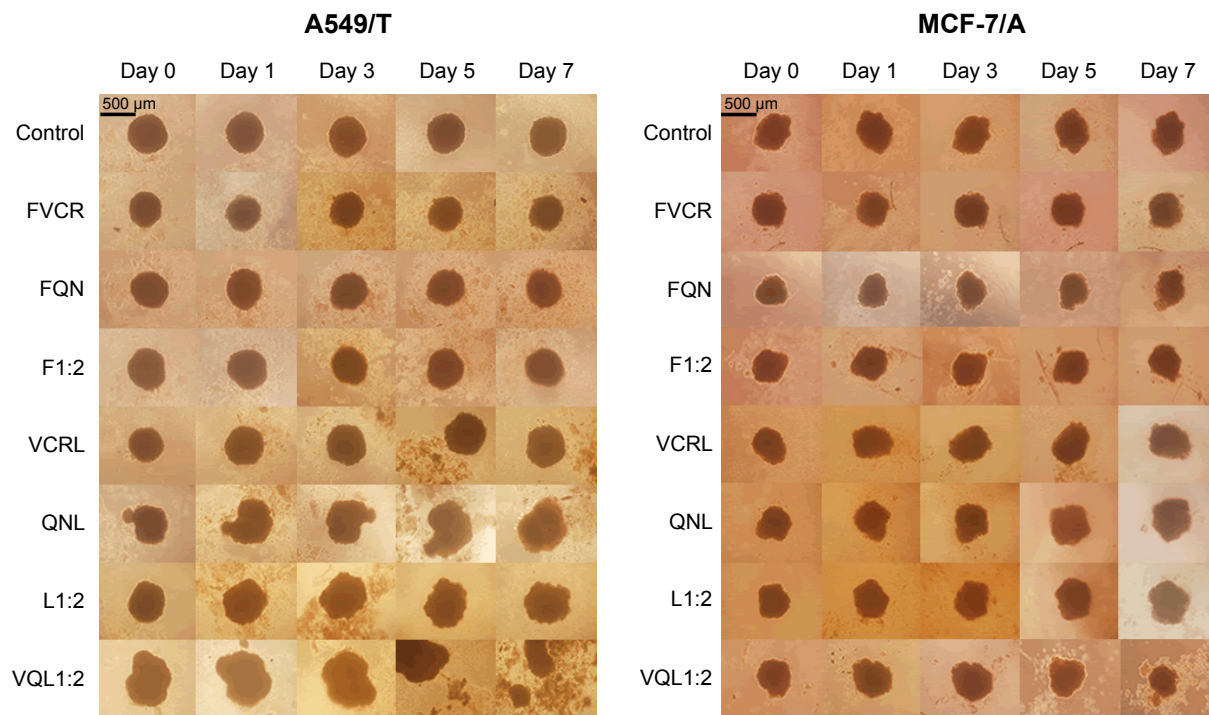 A549/T MCF-7/A
Day 0 Day 1 Day 3 Day 5 Day 7 Day 0 Day 1 Day 3 Day 5 Day 7
500 µm 500 µm
Control Control
FVCR FVCR
FQN FQN
F1:2 F1:2
VCRL VCRL
QNL QNL
L1:2 L1:2
VQL1:2 VQL1:2